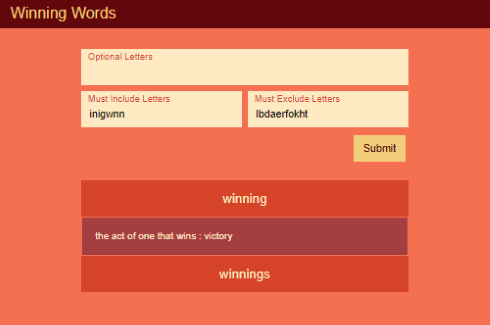 Winning Words
Optional Letters
Must Include Letters
Must Exclude Letters
inigwnn
lbdaerfokht
Submit
winning
the act of one that wins : victory
winnings